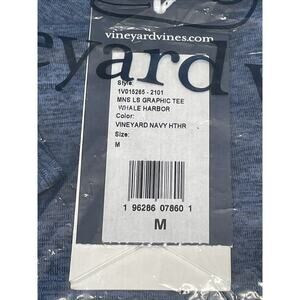 vineyardvines.com
eyard v
Style:
1V015265 - 2101
MNS LS GRAPHIC TEE
WHALE HARBOR
Color:
VINEYARD NAVY HTHR
Size:
M
1 96286 07860 1
M